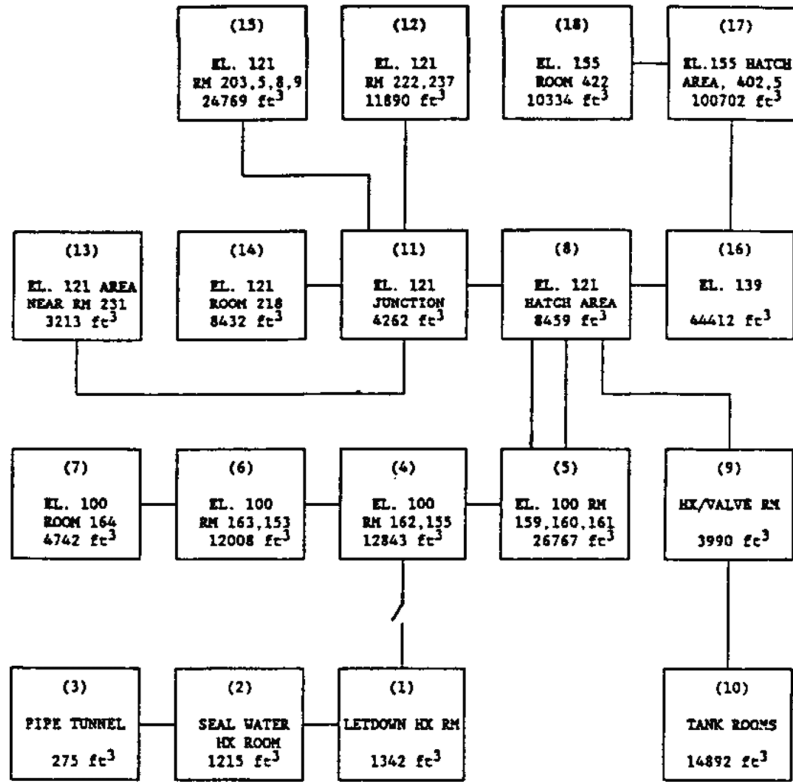 (15)
EL. 121
RM 203,5,8,9
24769 ft3
(12)
EL. 121
RM 222,237
11890 ft3
(18)
EL. 155
ROOM 422
10334 ft3
(17)
EL.155 HATCH
AREA, 402,5
100702 ft3
(13)
EL. 121 AREA
NEAR RM 231
3213 ft3
(14)
EL. 121
ROOM 218
8432 ft3
(11)
EL. 121
JUNCTION
4262 ft3
(8)
EL. 121
HATCH AREA
8459 ft3
(16)
EL. 139
44412 ft3
(7)
EL. 100
ROOM 164
4742 ft3
(6)
EL. 100
RM 163,153
12008 ft3
(4)
EL. 100
RM 162,155
12843 ft3
(5)
EL. 100 RM
159,160,161
26767 ft3
(9)
HX/VALVE RM
3990 ft3
(3)
PIPE TUNNEL
275 ft3
(2)
SEAL WATER
HX ROOM
1215 ft3
(1)
LETDOWN HX RM
1342 ft3
(10)
TANK ROOMS
14892 ft3